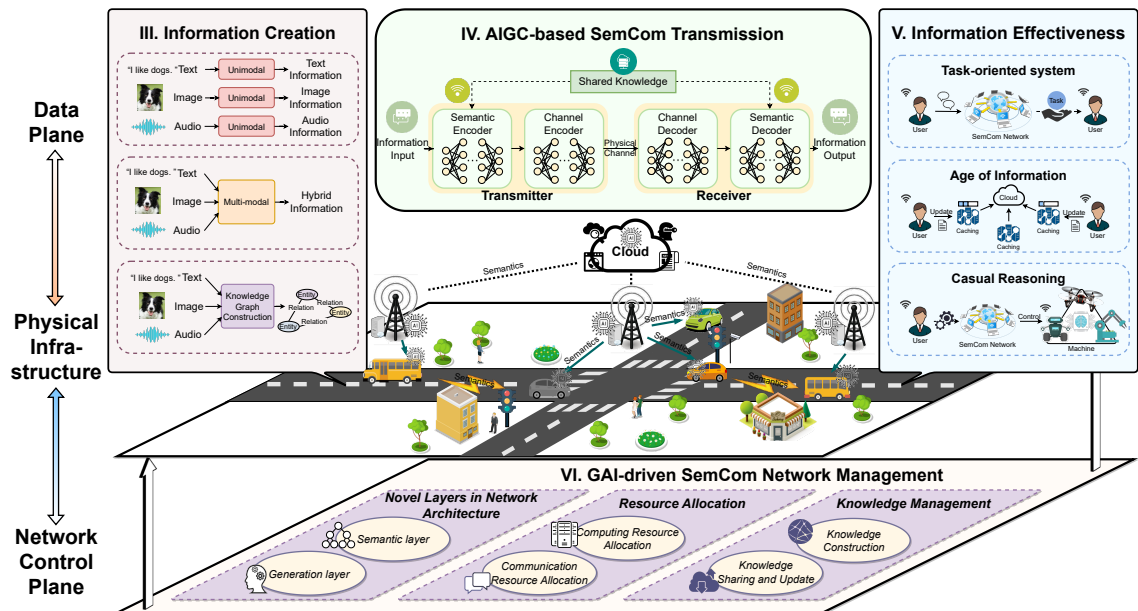 Data
Plane
Physical
Infra-
structure
Network
Control
Plane
III. Information Creation
"I like dogs. "Text
Unimodal
Text
Information
Image
Unimodal
Image
Information
Audio
Unimodal
Audio
Information
"I like dogs. "Text
Image
Audio
Multi-modal
Hybrid
Information
"I like dogs. "Text
Image
Audio
Knowledge
Graph
Construction
Entity
Relation
Relation
Entity
Relation
Entity
IV. AIGC-based SemCom Transmission
Shared Knowledge
Information
Input
Semantic
Encoder
Channel
Encoder
Physical
Channel
Channel
Decoder
Semantic
Decoder
Information
Output
Transmitter
Receiver
V. Information Effectiveness
Task-oriented system
User
SemCom Network
Task
User
Age of Information
User
Update
Caching
Cloud
Caching
Caching
Update
User
Casual Reasoning
User
SemCom Network
Control
Machine
Cloud
AI
Semantics
Semantics
AI
AI
AI
AI
Semantics
Semantics
Semantics
Semantics
Semantics
VI. GAI-driven SemCom Network Management
Novel Layers in Network
Architecture
Semantic layer
Generation layer
Resource Allocation
Computing Resource
Allocation
Communication
Resource Allocation
Knowledge Management
Knowledge
Construction
Knowledge
Sharing and Update